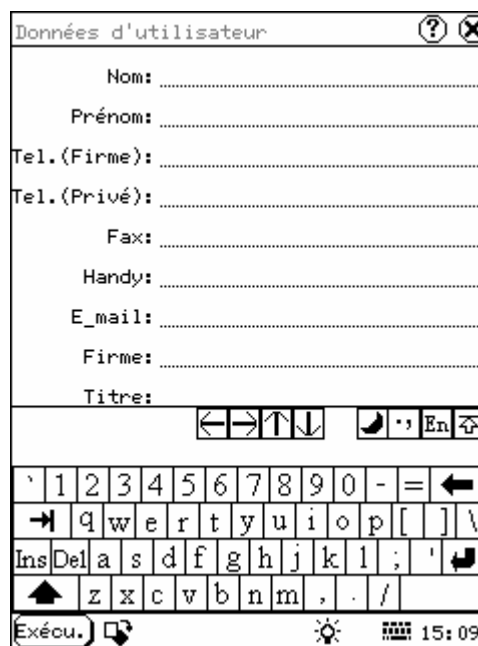 Données d'utilisateur ?
Nom:
Prénom:
Tel.(Firme):
Tel.(Privé):
Fax:
Handy:
E_mail:
Firme:
Titre:
., En
` 1 2 3 4 5 6 7 8 9 0 - =
q w e r t y u i o p [ ] \
Ins Del a s d f g h j k l ; '
z x c v b n m , . /
Exécu. 15:09